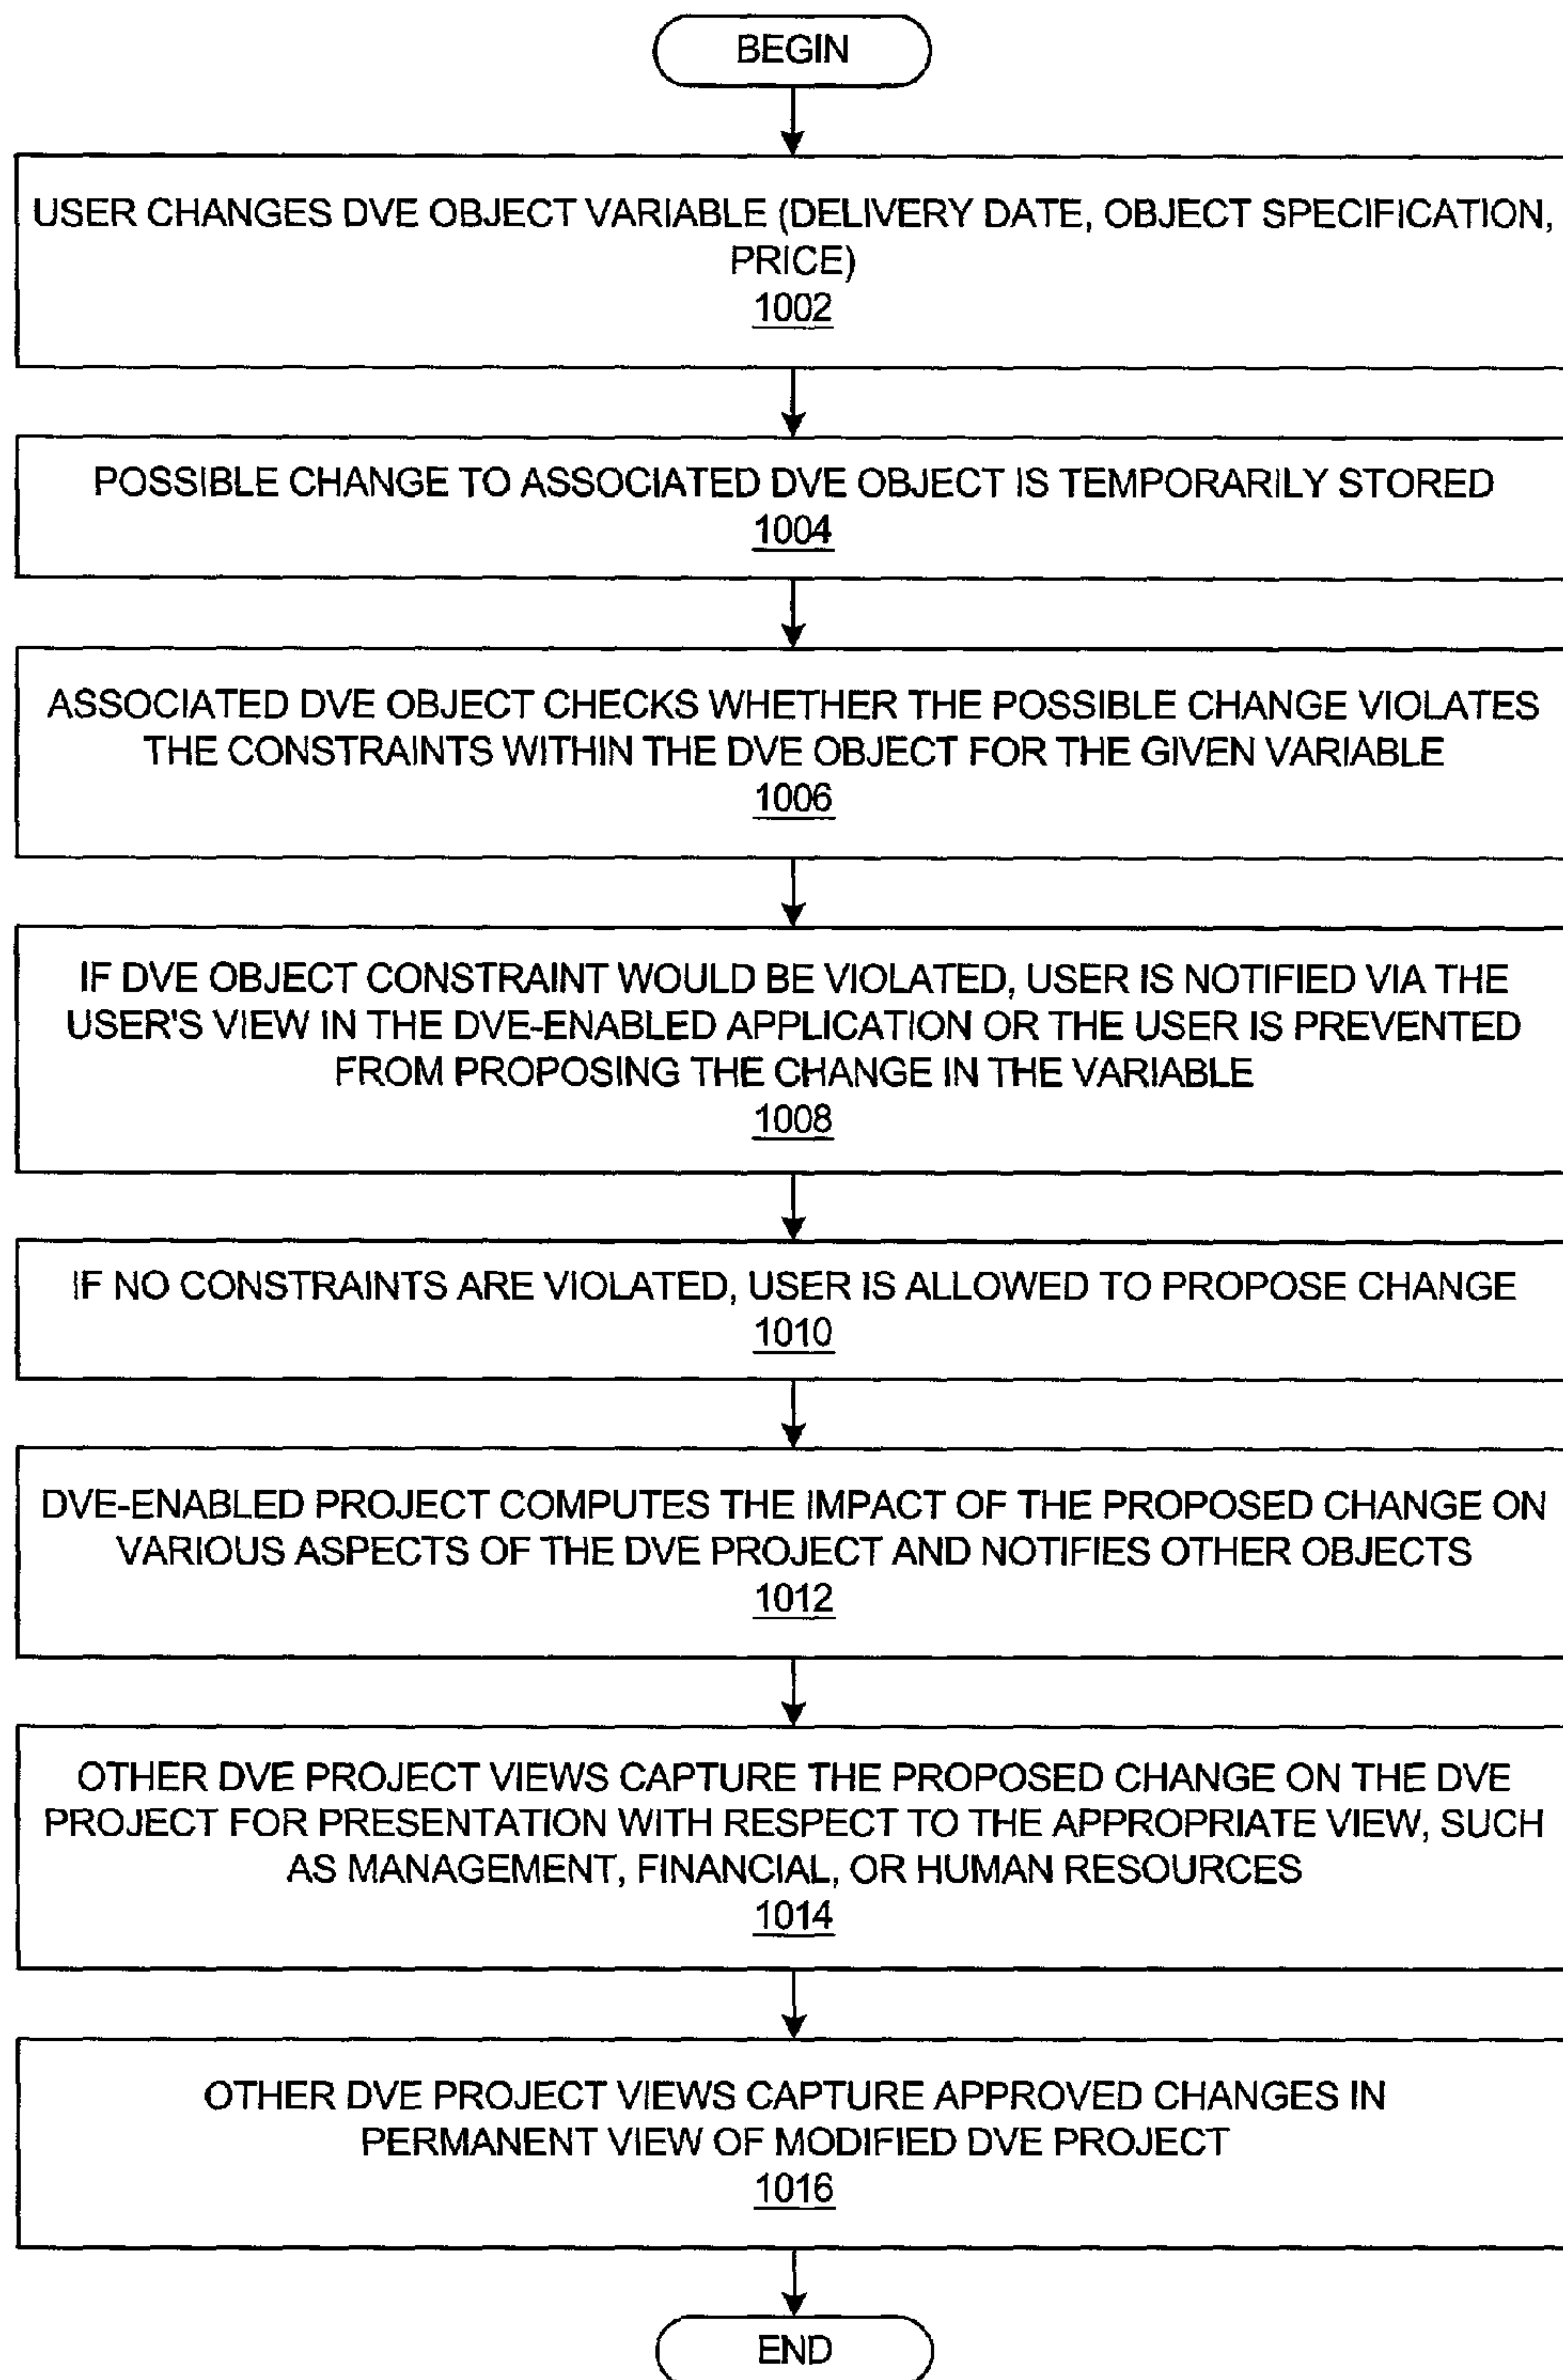 BEGIN
USER CHANGES DVE OBJECT VARIABLE (DELIVERY DATE, OBJECT SPECIFICATION,
PRICE)
1002
POSSIBLE CHANGE TO ASSOCIATED DVE OBJECT IS TEMPORARILY STORED
1004
ASSOCIATED DVE OBJECT CHECKS WHETHER THE POSSIBLE CHANGE VIOLATES
THE CONSTRAINTS WITHIN THE DVE OBJECT FOR THE GIVEN VARIABLE
1006
IF DVE OBJECT CONSTRAINT WOULD BE VIOLATED, USER IS NOTIFIED VIA THE
USER'S VIEW IN THE DVE-ENABLED APPLICATION OR THE USER IS PREVENTED
FROM PROPOSING THE CHANGE IN THE VARIABLE
1008
IF NO CONSTRAINTS ARE VIOLATED, USER IS ALLOWED TO PROPOSE CHANGE
1010
DVE-ENABLED PROJECT COMPUTES THE IMPACT OF THE PROPOSED CHANGE ON
VARIOUS ASPECTS OF THE DVE PROJECT AND NOTIFIES OTHER OBJECTS
1012
OTHER DVE PROJECT VIEWS CAPTURE THE PROPOSED CHANGE ON THE DVE
PROJECT FOR PRESENTATION WITH RESPECT TO THE APPROPRIATE VIEW, SUCH
AS MANAGEMENT, FINANCIAL, OR HUMAN RESOURCES
1014
OTHER DVE PROJECT VIEWS CAPTURE APPROVED CHANGES IN
PERMANENT VIEW OF MODIFIED DVE PROJECT
1016
END